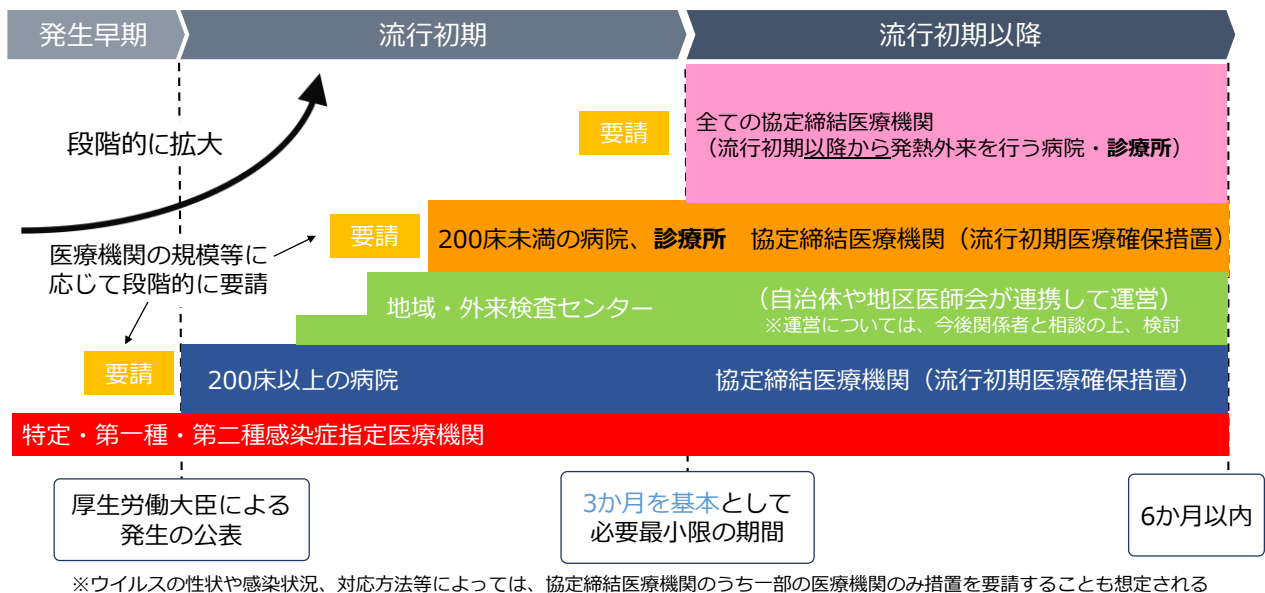 発生早期
流行初期
流行初期以降
段階的に拡大
要請
全ての協定締結医療機関
（流行初期以降から発熱外来を行う病院・診療所）
医療機関の規模等に
応じて段階的に要請
要請
200床未満の病院、診療所　協定締結医療機関（流行初期医療確保措置）
地域・外来検査センター
（自治体や地区医師会が連携して運営）
※運営については、今後関係者と相談の上、検討
要請
200床以上の病院
協定締結医療機関（流行初期医療確保措置）
特定・第一種・第二種感染症指定医療機関
厚生労働大臣による
発生の公表
3か月を基本として
必要最小限の期間
6か月以内
※ウイルスの性状や感染状況、対応方法等によっては、協定締結医療機関のうち一部の医療機関のみ措置を要請することも想定される